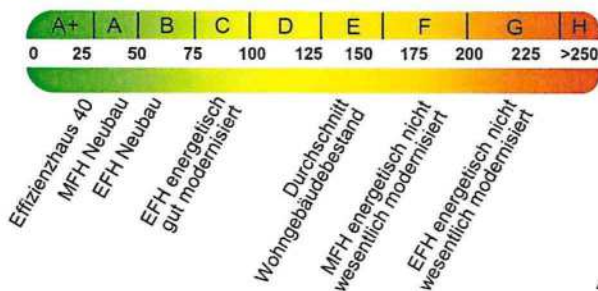 A+ A B C D E F G H
0 25 50 75 100 125 150 175 200 225 >250
Effizienzhaus 40
MFH Neubau
EFH Neubau
EFH energetisch
gut modernisiert
Durchschnitt
Wohngebäudebestand
MFH energetisch nicht
wesentlich modernisiert
EFH energetisch nicht
wesentlich modernisiert